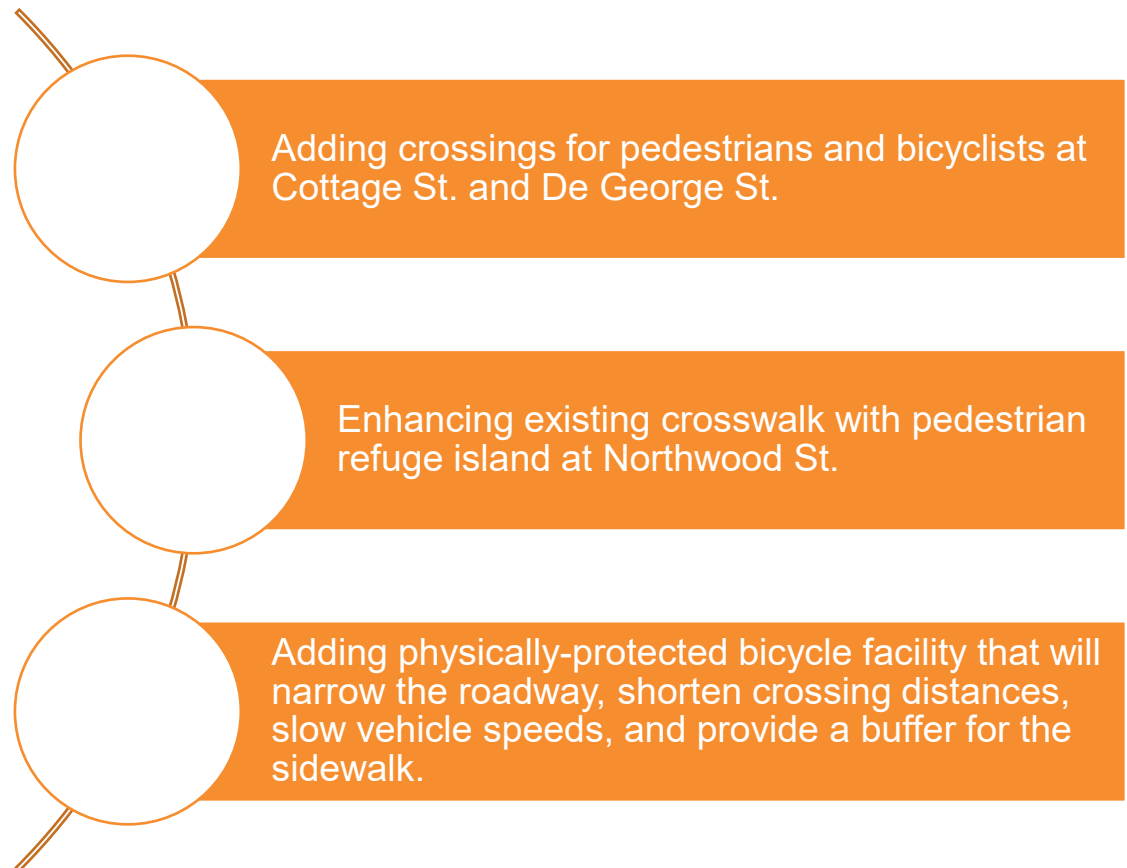 Adding crossings for pedestrians and bicyclists at
Cottage St. and De George St.
Enhancing existing crosswalk with pedestrian
refuge island at Northwood St.
Adding physically-protected bicycle facility that will
narrow the roadway, shorten crossing distances,
slow vehicle speeds, and provide a buffer for the
sidewalk.